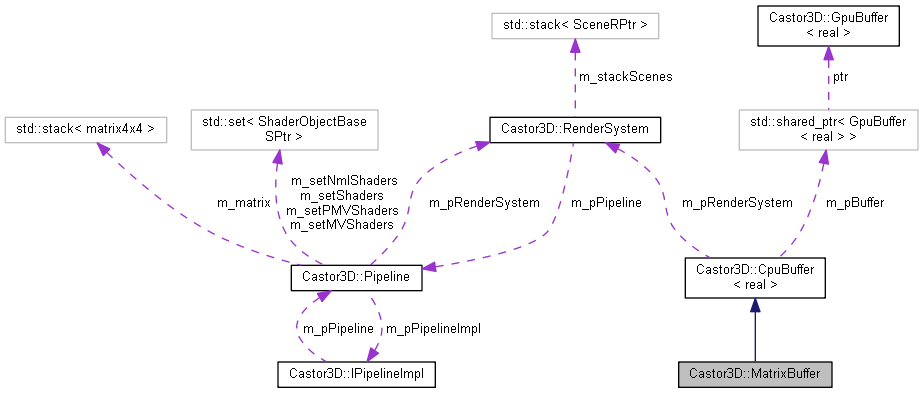 std::stack< SceneRPtr >
Castor3D::GpuBuffer
< real >
m_stackScenes
ptr
std::stack< matrix4x4 >
std::set< ShaderObjectBase
SPtr >
Castor3D::RenderSystem
std::shared_ptr< GpuBuffer
< real > >
m_matrix
m_setNmlShaders
m_setShaders
m_setPMVShaders
m_setMVShaders
m_pRenderSystem
m_pPipeline
m_pRenderSystem
m_pBuffer
Castor3D::Pipeline
Castor3D::CpuBuffer
< real >
m_pPipeline
m_pPipelineImpl
Castor3D::IPipelineImpl
Castor3D::MatrixBuffer